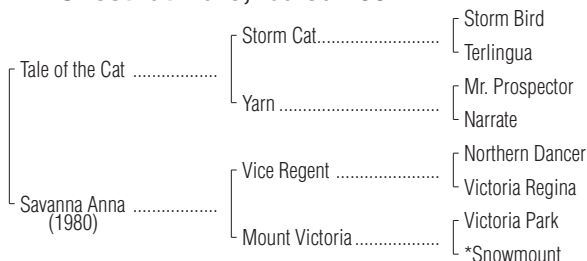 Storm Bird
Storm Cat
Terlingua
Tale of the Cat
Mr. Prospector
Yarn
Narrate
Northern Dancer
Vice Regent
Victoria Regina
Savanna Anna
(1980)
Victoria Park
Mount Victoria
*Snowmount